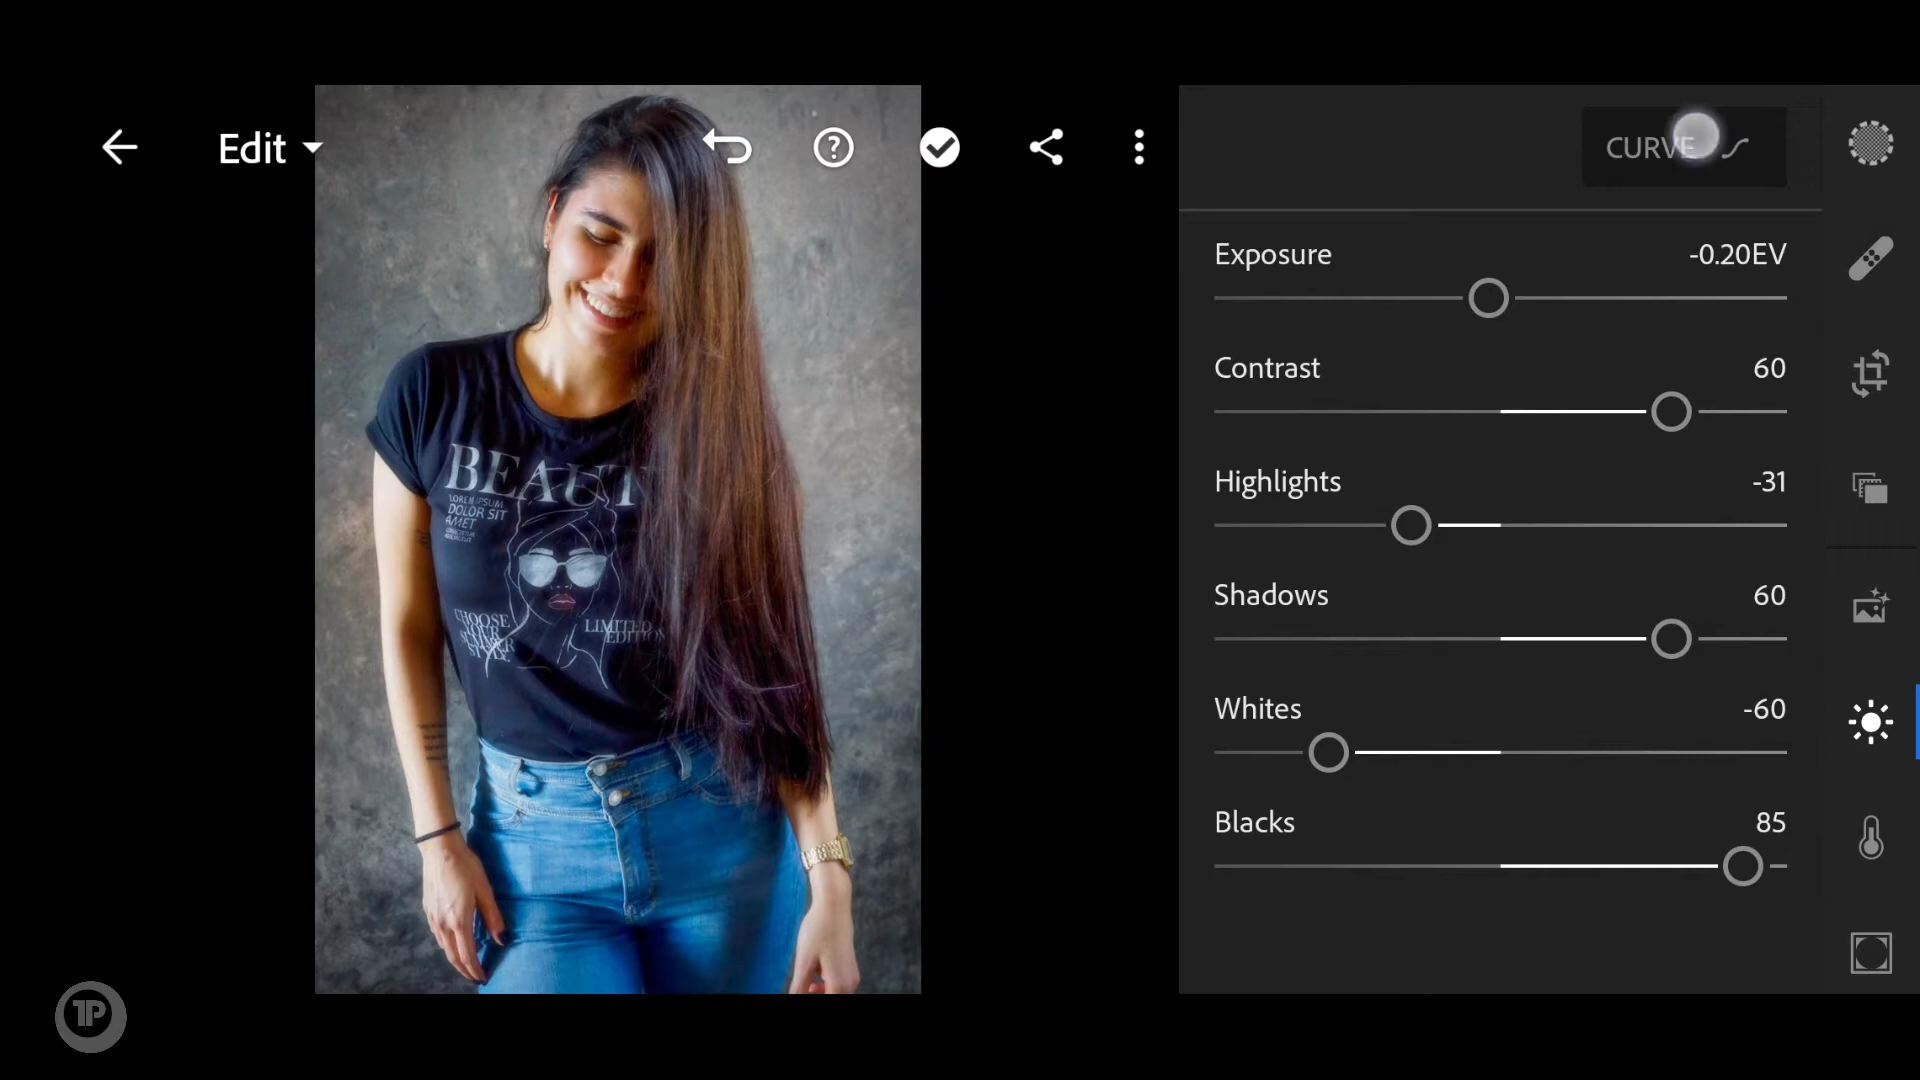 Edit
CURVE
Exposure -0.20EV
Contrast 60
Highlights -31
Shadows 60
Whites -60
Blacks 85
BEAUT
LOREM IPSUM
DOLOR SIT
AMET
CHOOSE
YOUR
STYLE
LIMITED
EDITION
TP